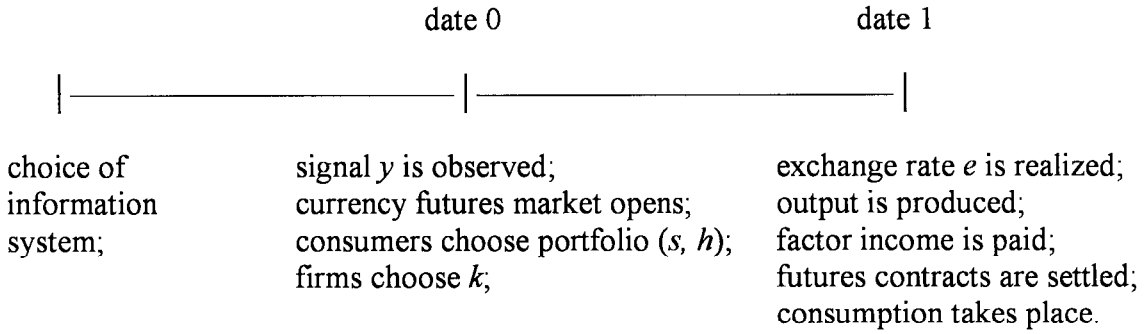 date 0
date 1
choice of
information
system;
signal y is observed;
currency futures market opens;
consumers choose portfolio (s, h);
firms choose k;
exchange rate e is realized;
output is produced;
factor income is paid;
futures contracts are settled;
consumption takes place.